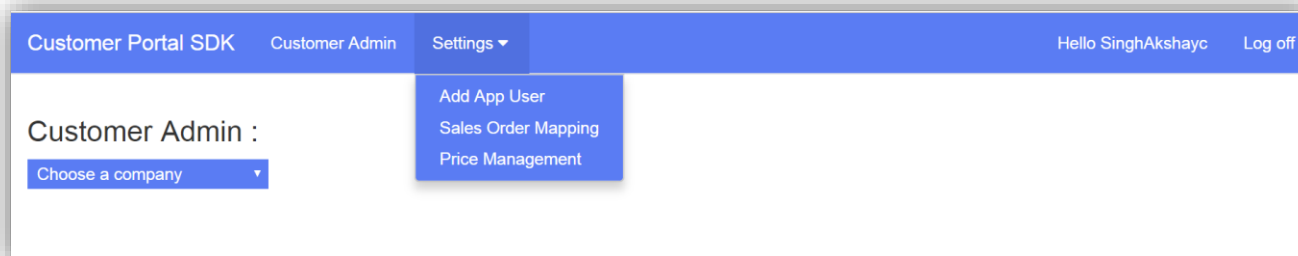 Customer Portal SDK Customer Admin Settings Hello SinghAkshayc Log off
Add App User
Sales Order Mapping
Price Management
Customer Admin :
Choose a company